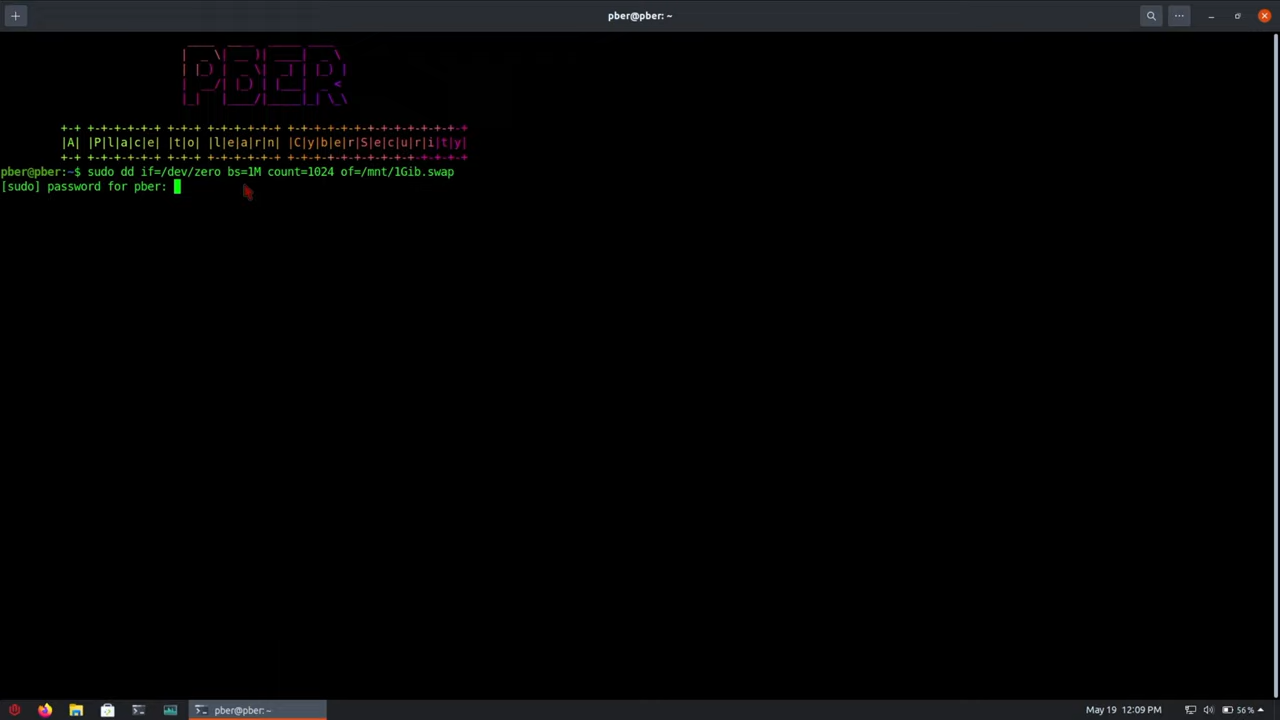 pber@pber: ~
PBER
|A| |P|l|a|c|e |t|o| |l|e|a|r|n| |C|y|b|e|r|S|e|c|u|r|i|t|y|
pber@pber:~$ sudo dd if=/dev/zero bs=1M count=1024 of=/mnt/1Gib.swap
[sudo] password for pber:
pber@pber: ~
May 19 12:09 PM
56%